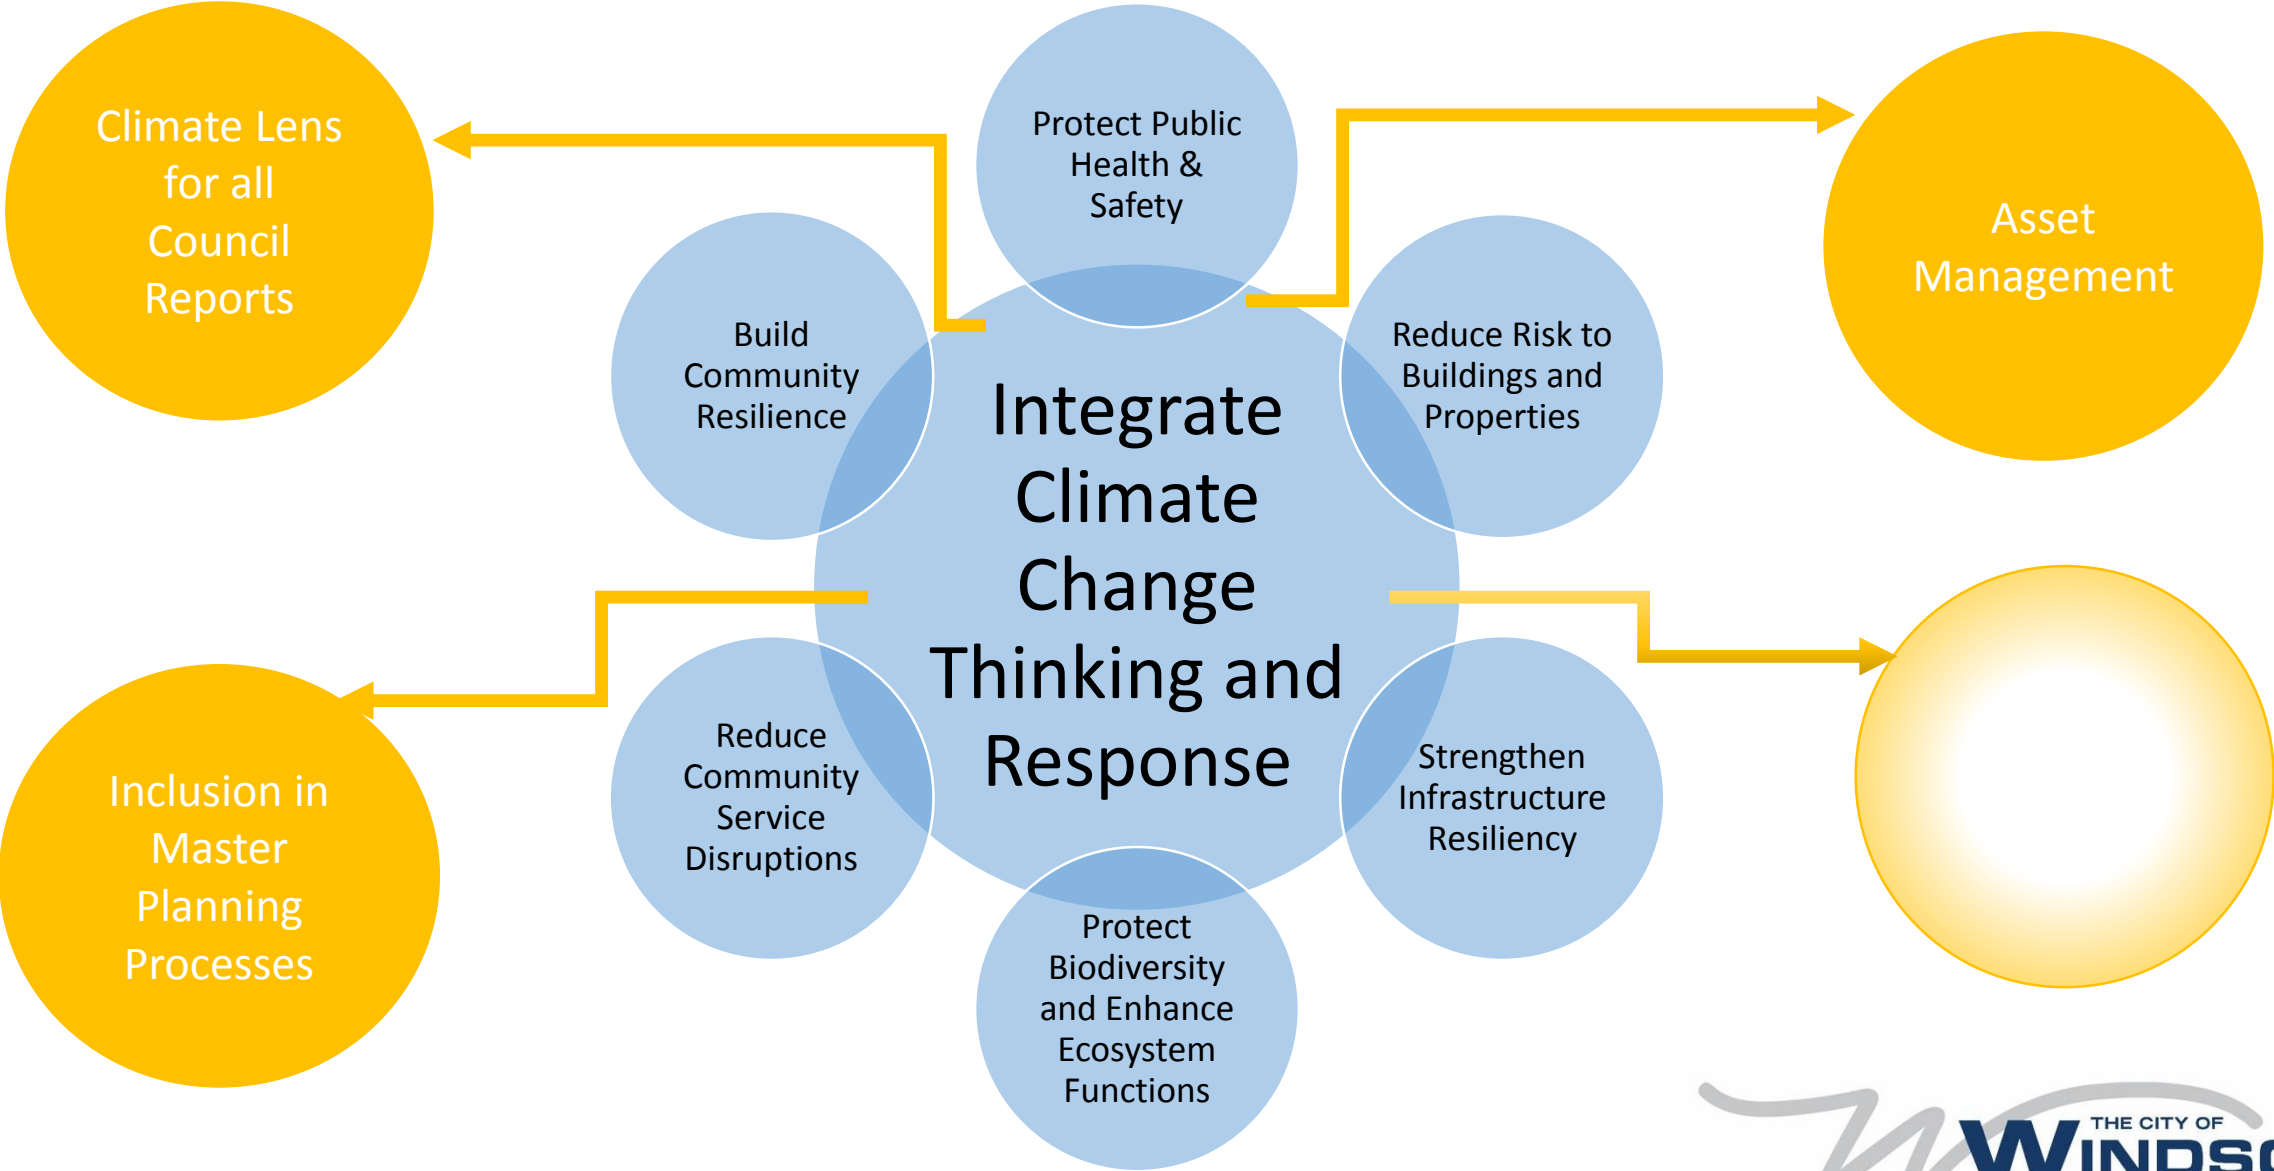 Climate Lens
for all
Council
Reports
Protect Public
Health &
Safety
Asset
Management
Build
Community
Resilience
Reduce Risk to
Buildings and
Properties
Integrate
Climate
Change
Thinking and
Response
Inclusion in
Master
Planning
Processes
Reduce
Community
Service
Disruptions
Strengthen
Infrastructure
Resiliency
Protect
Biodiversity
and Enhance
Ecosystem
Functions
THE CITY OF